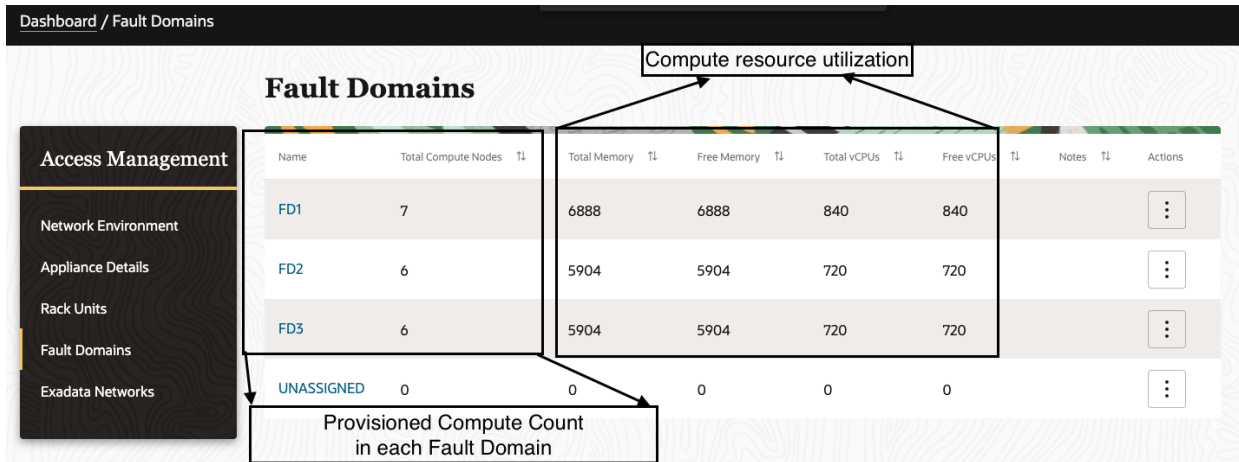 Dashboard / Fault Domains
Compute resource utilization
Fault Domains
Access Management
Network Environment
Appliance Details
Rack Units
Fault Domains
Exadata Networks
Name Total Compute Nodes Total Memory Free Memory Total vCPUs Free vCPUs Notes Actions
FD1 7 6888 6888 840 840
FD2 6 5904 5904 720 720
FD3 6 5904 5904 720 720
UNASSIGNED 0 0 0 0 0
Provisioned Compute Count
in each Fault Domain